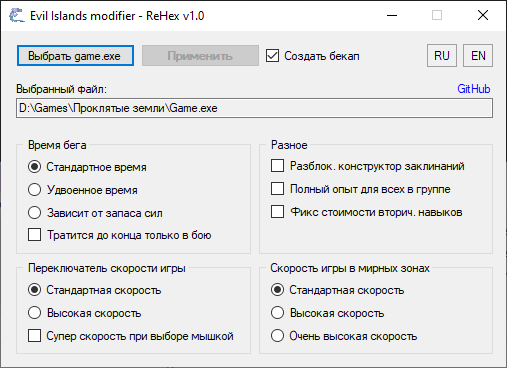 Evil Islands modifier - ReHex v1.0
Выбрать game.exe Применить Создать бекап RU EN
Выбранный файл: GitHub
D:\Games\Проклятые земли\Game.exe
Время бега
Стандартное время
Удвоенное время
Зависит от запаса сил
Тратится до конца только в бою
Разное
Разблок. конструктор заклинаний
Полный опыт для всех в группе
Фикс стоимости вторич. навыков
Переключатель скорости игры
Стандартная скорость
Высокая скорость
Супер скорость при выборе мышкой
Скорость игры в мирных зонах
Стандартная скорость
Высокая скорость
Очень высокая скорость